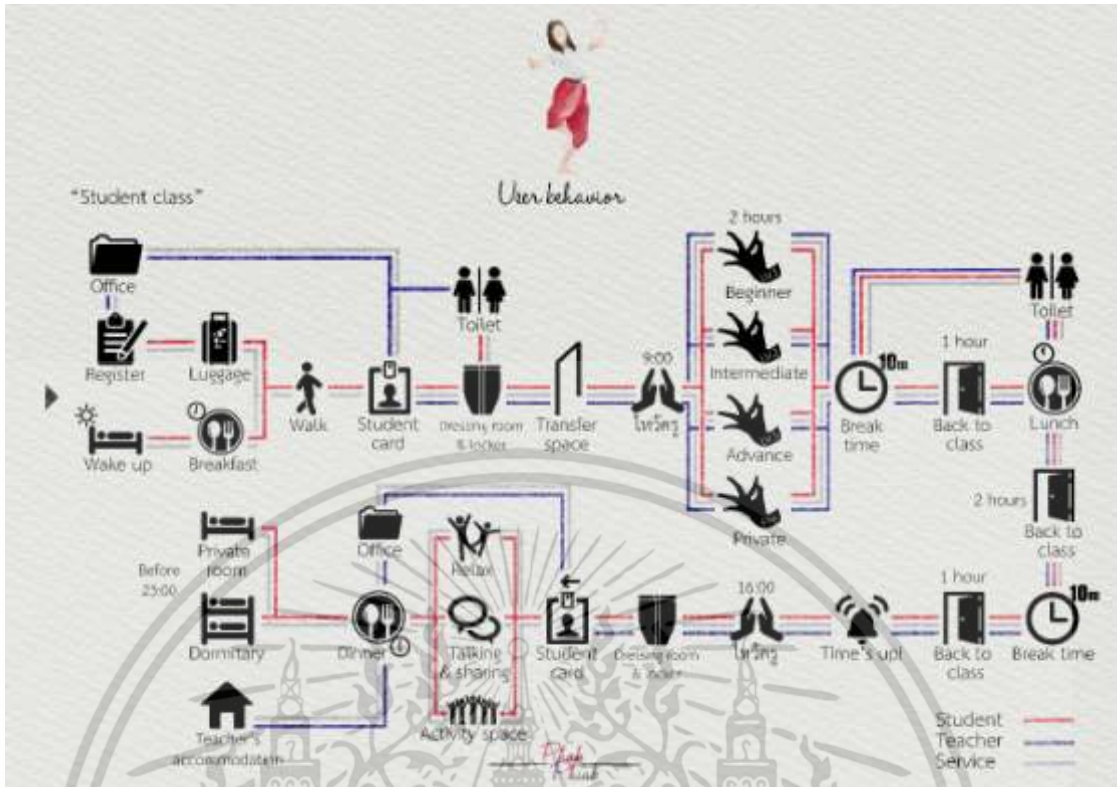 User behavior
"Student class"
Office
Toilet
Register
Luggage
Wake up
Breakfast
Walk
Student
card
Dressing room
& locker
Transfer
space
9:00
ไหว้ครู
2 hours
Beginner
Intermediate
Advance
Private
10m
Break
time
1 hour
Back to
class
Toilet
Lunch
2 hours
Back to
class
10m
Break time
1 hour
Back to
class
Time's up!
16:00
ไหว้ครู
Dressing room
& locker
Student
card
Relax
Talking
& sharing
Activity space
Office
Dinner
Private
room
Before
Dormitary
Teacher's
accommodation
Student
Teacher
Service